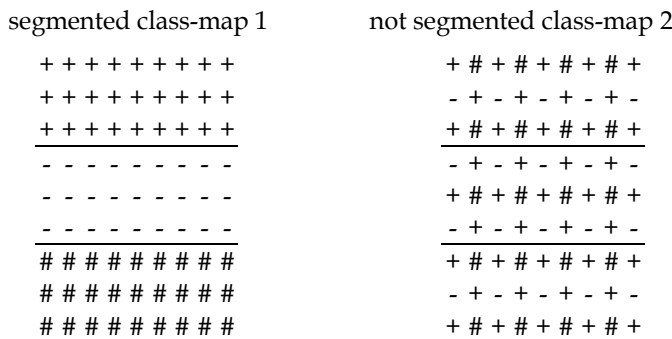 segmented class-map 1
+ + + + + + + + +
+ + + + + + + + +
+ + + + + + + + +
- - - - - - - - -
- - - - - - - - -
- - - - - - - - -
# # # # # # # # #
# # # # # # # # #
# # # # # # # # #
not segmented class-map 2
+ # + # + # + # +
- + - + - + - + -
+ # + # + # + # +
- + - + - + - + -
+ # + # + # + # +
- + - + - + - + -
+ # + # + # + # +
- + - + - + - + -
+ # + # + # + # +